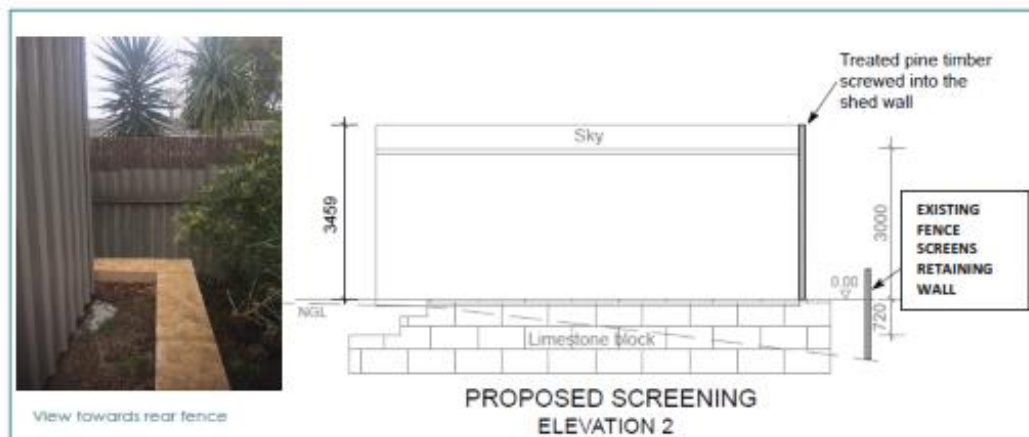 Treated pine timber
screwed into the
shed wall
Sky
3459
3000
EXISTING
FENCE
SCREENS
RETAINING
WALL
0.00
NGL
720
Limestone block
PROPOSED SCREENING
ELEVATION 2
View towards rear fence